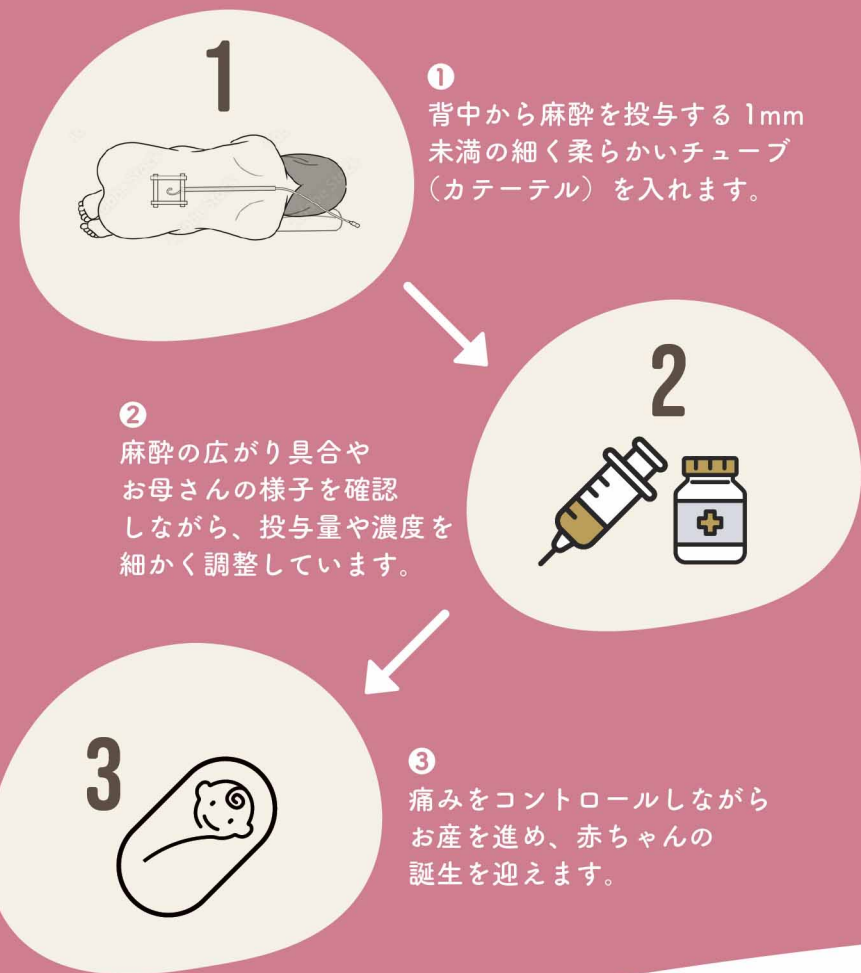 1
❶
背中から麻酔を投与する 1mm
未満の細く柔らかいチューブ
（カテーテル）を入れます。
2
❷
麻酔の広がり具合や
お母さんの様子を確認
しながら、投与量や濃度を
細かく調整しています。
3
❸
痛みをコントロールしながら
お産を進め、赤ちゃんの
誕生を迎えます。